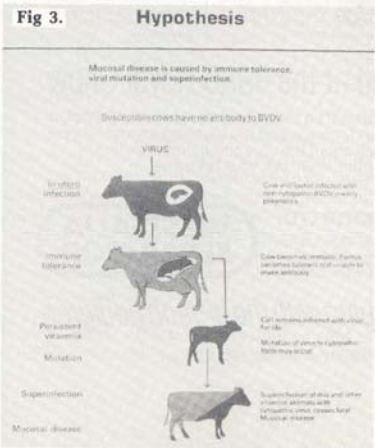 Fig 3.
Hypothesis
Mucosal disease is caused by immune tolerance,
viral mutation and superinfection.
Susceptible cows have no antibody to BVDV.
VIRUS
In utero
infection
Cow and foetus infected with
non-cytopathic BVDV in early
pregnancy.
Immune
tolerance
Cow becomes immune. Foetus
becomes tolerant and unable to
make antibody.
Persistent
viraemia
Calf remains infected with virus
for life.
Mutation
Mutation of virus to cytopathic
form may occur.
Superinfection
Superinfection of this and other
viraemic animals with
cytopathic virus causes fatal
Mucosal disease.
Mucosal disease